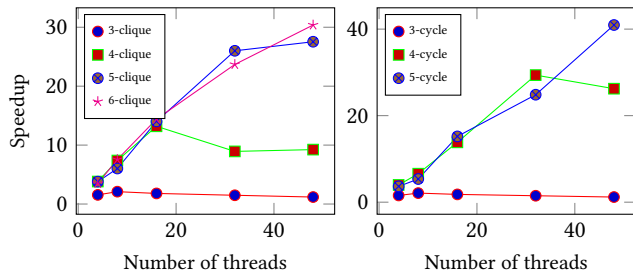 3-clique
4-clique
5-clique
6-clique
30
20
10
0
0
20
40
Speedup
Number of threads
3-cycle
4-cycle
5-cycle
40
20
0
0
20
40
Number of threads